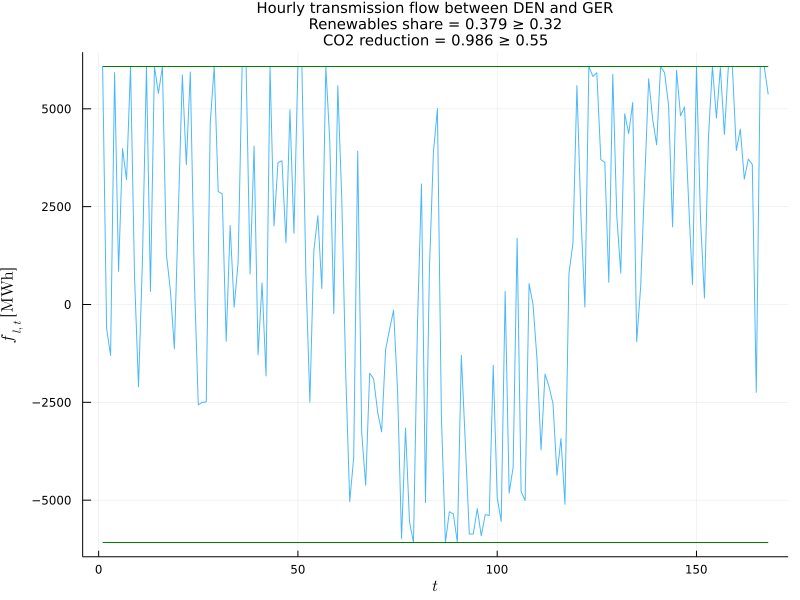 Hourly transmission flow between DEN and GER
Renewables share = 0.379 ≥ 0.32
CO2 reduction = 0.986 ≥ 0.55
5000
2500
0
−2500
−5000
f l,t [MWh]
0
50
100
150
t